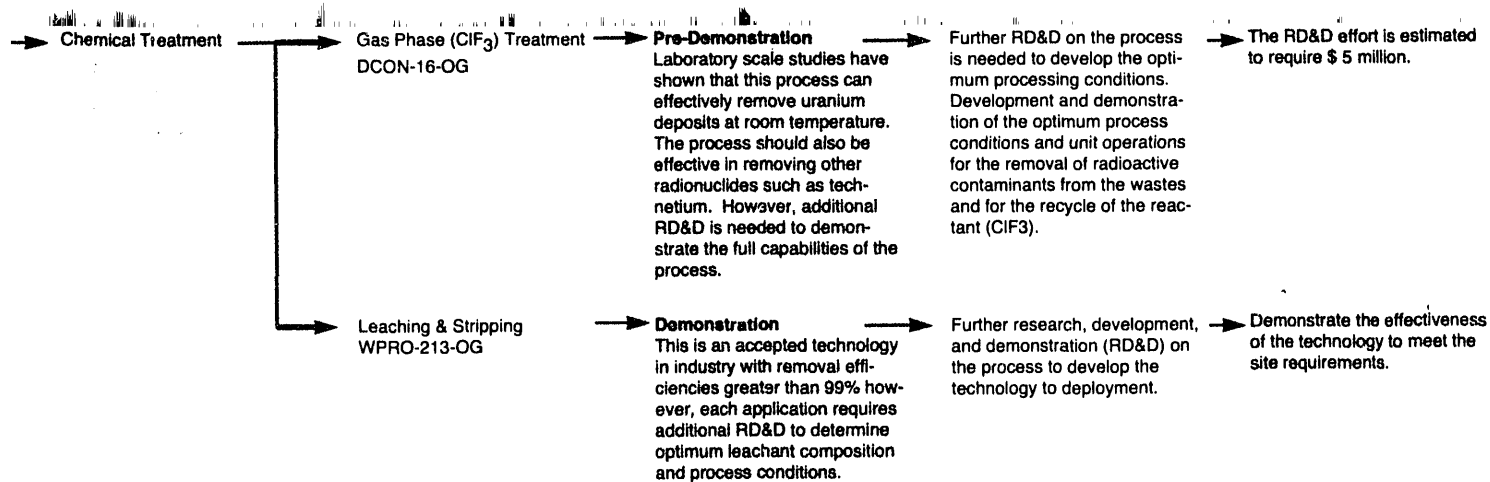 Chemical Treatment
Gas Phase (ClF3) Treatment
DCON-16-OG
Pre-Demonstration
Laboratory scale studies have
shown that this process can
effectively remove uranium
deposits at room temperature.
The process should also be
effective in removing other
radionuclides such as tech-
netium. However, additional
RD&D is needed to demon-
strate the full capabilities of the
process.
Further RD&D on the process
is needed to develop the opti-
mum processing conditions.
Development and demonstra-
tion of the optimum process
conditions and unit operations
for the removal of radioactive
contaminants from the wastes
and for the recycle of the reac-
tant (ClF3).
The RD&D effort is estimated
to require $ 5 million.
Leaching & Stripping
WPRO-213-OG
Demonstration
This is an accepted technology
in industry with removal effi-
ciencies greater than 99% how-
ever, each application requires
additional RD&D to determine
optimum leachant composition
and process conditions.
Further research, development,
and demonstration (RD&D) on
the process to develop the
technology to deployment.
Demonstrate the effectiveness
of the technology to meet the
site requirements.